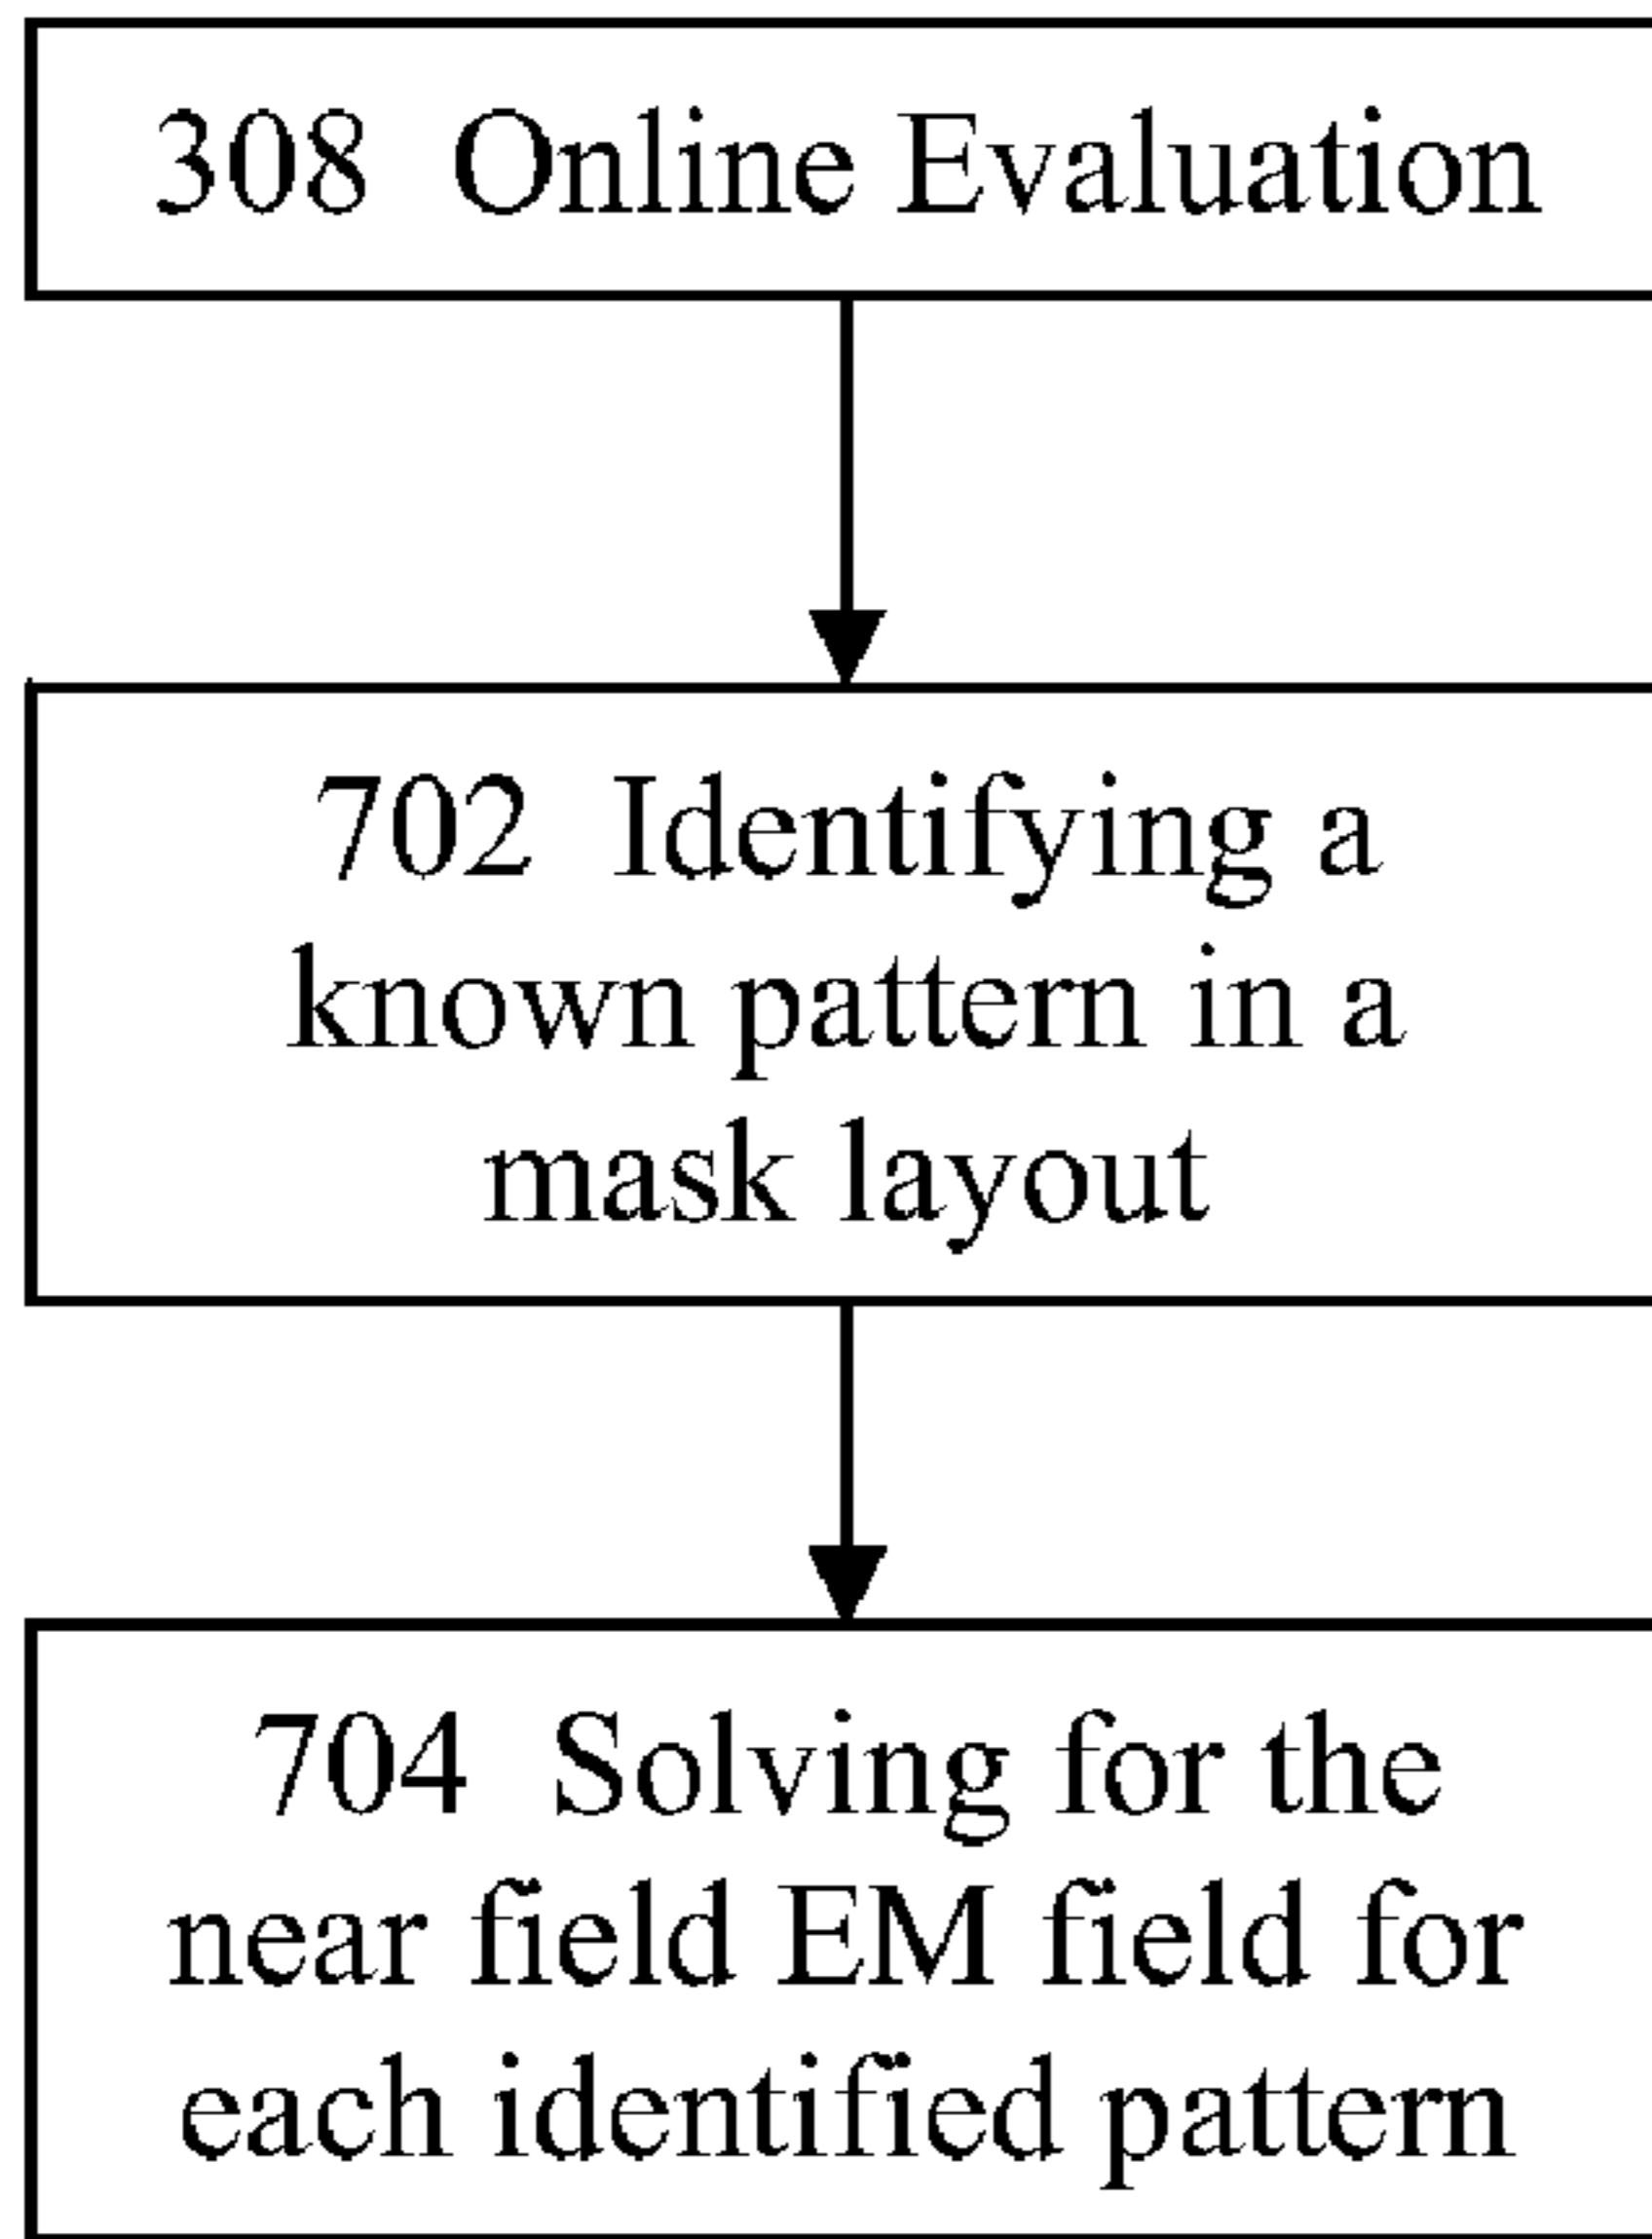 308 Online Evaluation
702 Identifying a
known pattern in a
mask layout
704 Solving for the
near field EM field for
each identified pattern